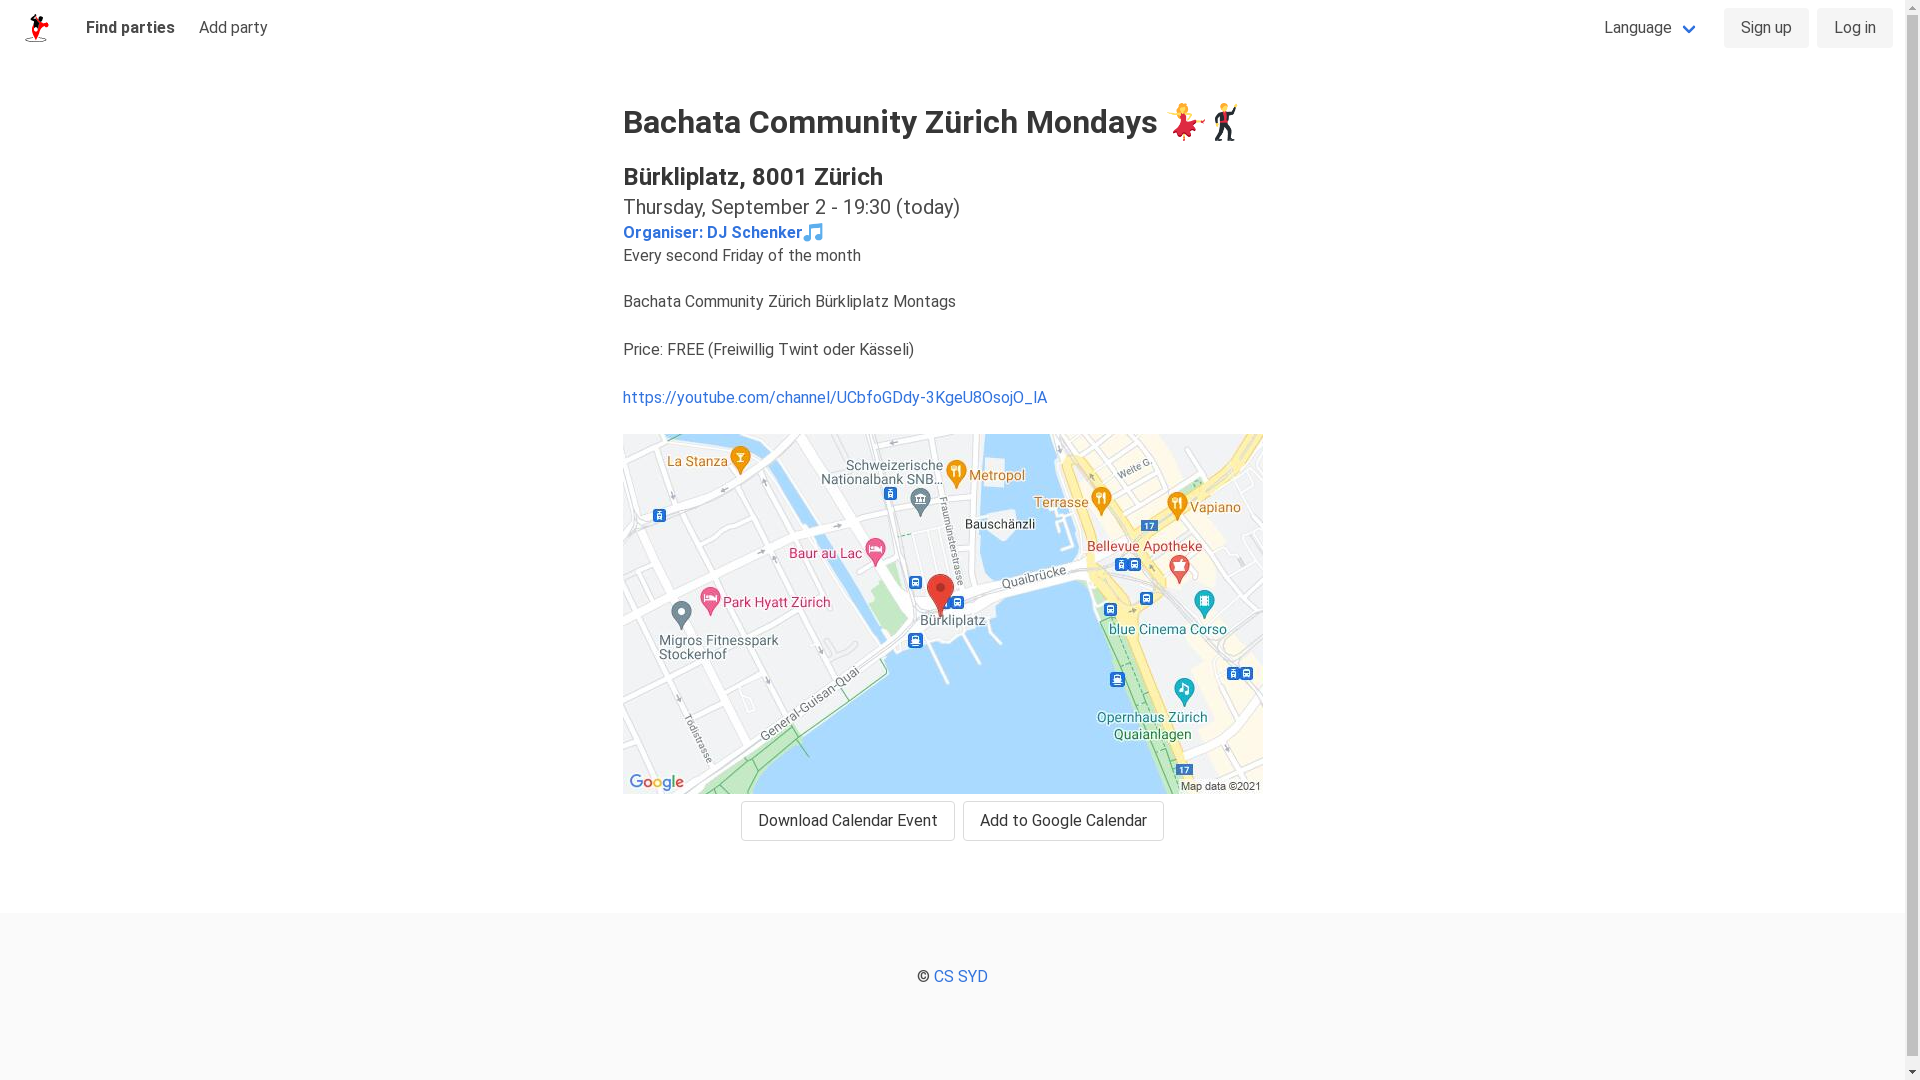 Find parties
Add party
Language
Sign up
Log in
Bachata Community Zürich Mondays 💃🕺
Bürkliplatz, 8001 Zürich
Thursday, September 2 - 19:30 (today)
Organiser: DJ Schenker🎵
Every second Friday of the month
Bachata Community Zürich Bürkliplatz Montags
Price: FREE (Freiwillig Twint oder Kässeli)
https://youtube.com/channel/UCbfoGDdy-3KgeU8OsojO_lA
La Stanza
Schweizerische
Nationalbank SNB...
Metropol
Welte G.
Terrasse
Vapiano
Fraumünsterstrasse
Bauschänzli
17
Baur au Lac
Bellevue Apotheke
Quaibrücke
Park Hyatt Zürich
Bürkliplatz
blue Cinema Corso
Migros Fitnesspark
Stockerhof
General-Guisan-Quai
Tödistrasse
Opernhaus Zürich
Quaianlagen
17
Google
Map data ©2021
Download Calendar Event
Add to Google Calendar
© CS SYD